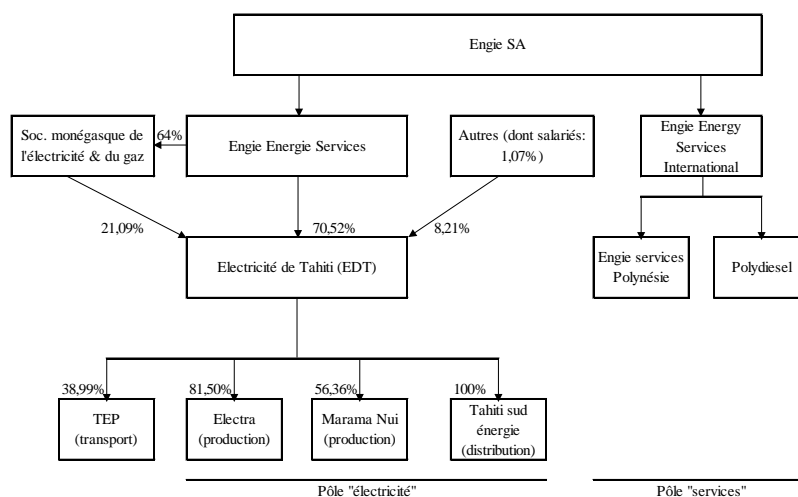 Engie SA
Soc. monégasque de
l'électricité & du gaz
64%
Engie Energie Services
Autres (dont salariés:
1,07% )
Engie Energy
Services
International
21,09%
70,52%
8,21%
Electricité de Tahiti (EDT)
Engie services
Polynésie
Polydiesel
38,99%
81,50%
56,36%
100%
TEP
(transport)
Electra
(production)
Marama Nui
(production)
Tahiti sud
énergie
(distribution)
Pôle "électricité"
Pôle "services"